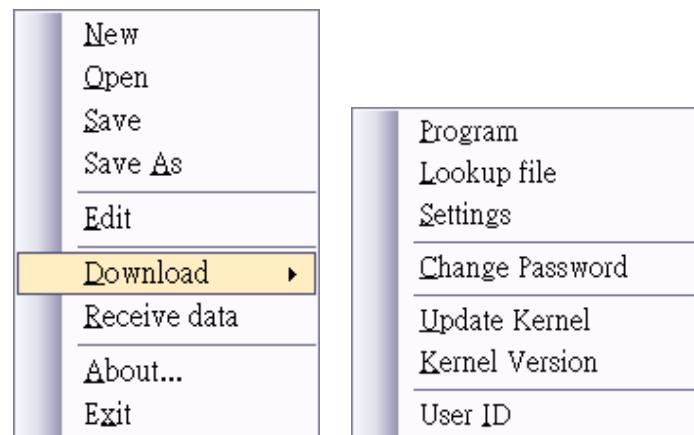 New
Open
Save
Save As
Edit
Download
Receive data
About...
Exit
Program
Lookup file
Settings
Change Password
Update Kernel
Kernel Version
User ID